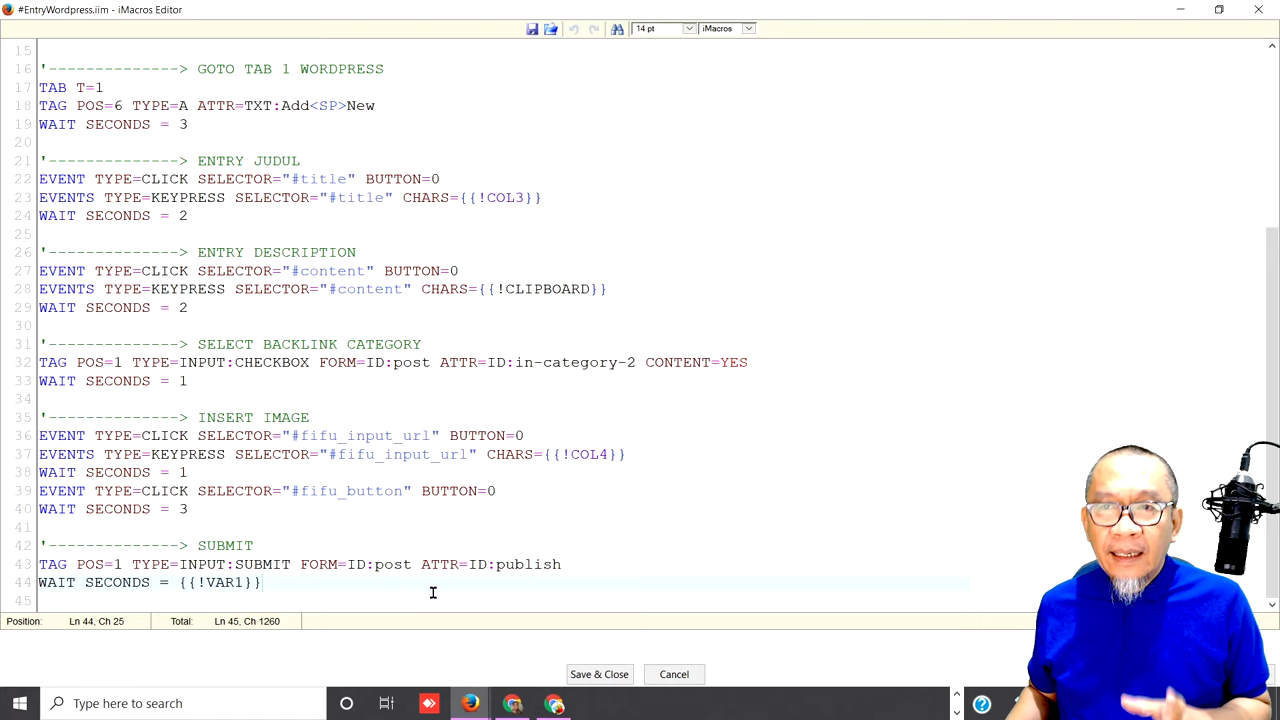 #EntryWordpress.iim - iMacros Editor
14 pt
iMacros
15
16 '--------------> GOTO TAB 1 WORDPRESS
17 TAB T=1
18 TAG POS=6 TYPE=A ATTR=TXT:Add<SP>New
19 WAIT SECONDS = 3
20
21 '--------------> ENTRY JUDUL
22 EVENT TYPE=CLICK SELECTOR="#title" BUTTON=0
23 EVENTS TYPE=KEYPRESS SELECTOR="#title" CHARS={{!COL3}}
24 WAIT SECONDS = 2
25
26 '--------------> ENTRY DESCRIPTION
27 EVENT TYPE=CLICK SELECTOR="#content" BUTTON=0
28 EVENTS TYPE=KEYPRESS SELECTOR="#content" CHARS={{!CLIPBOARD}}
29 WAIT SECONDS = 2
30
31 '--------------> SELECT BACKLINK CATEGORY
32 TAG POS=1 TYPE=INPUT:CHECKBOX FORM=ID:post ATTR=ID:in-category-2 CONTENT=YES
33 WAIT SECONDS = 1
34
35 '--------------> INSERT IMAGE
36 EVENT TYPE=CLICK SELECTOR="#fifu_input_url" BUTTON=0
37 EVENTS TYPE=KEYPRESS SELECTOR="#fifu_input_url" CHARS={{!COL4}}
38 WAIT SECONDS = 1
39 EVENT TYPE=CLICK SELECTOR="#fifu_button" BUTTON=0
40 WAIT SECONDS = 3
41
42 '--------------> SUBMIT
43 TAG POS=1 TYPE=INPUT:SUBMIT FORM=ID:post ATTR=ID:publish
44 WAIT SECONDS = {{!VAR1}}
45
Position: Ln 44, Ch 25 Total: Ln 45, Ch 1260
Save & Close Cancel
Type here to search